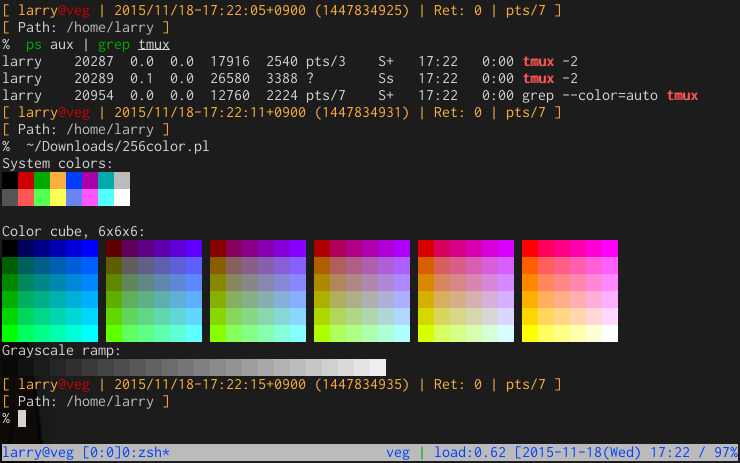 [ larry@veg | 2015/11/18-17:22:05+0900 (1447834925) | Ret: 0 | pts/7 ]
[ Path: /home/larry ]
%  ps aux | grep tmux
larry    20287  0.0  0.0  17916  2540 pts/3    S+   17:22   0:00 tmux -2
larry    20289  0.1  0.0  26580  3388 ?        Ss   17:22   0:00 tmux -2
larry    20954  0.0  0.0  12760  2224 pts/7    S+   17:22   0:00 grep --color=auto tmux
[ larry@veg | 2015/11/18-17:22:11+0900 (1447834931) | Ret: 0 | pts/7 ]
[ Path: /home/larry ]
%  ~/Downloads/256color.pl
System colors:
Color cube, 6x6x6:
Grayscale ramp:
[ larry@veg | 2015/11/18-17:22:15+0900 (1447834935) | Ret: 0 | pts/7 ]
[ Path: /home/larry ]
%
larry@veg [0:0]0:zsh* veg | load:0.62 [2015-11-18(Wed) 17:22 / 97%